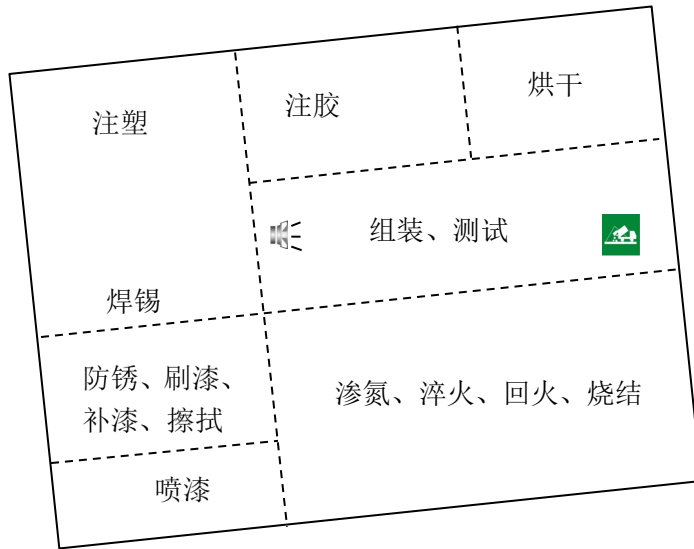 注塑
注胶
烘干
组装、测试
焊锡
防锈、刷漆、
补漆、擦拭
渗氮、淬火、回火、烧结
喷漆